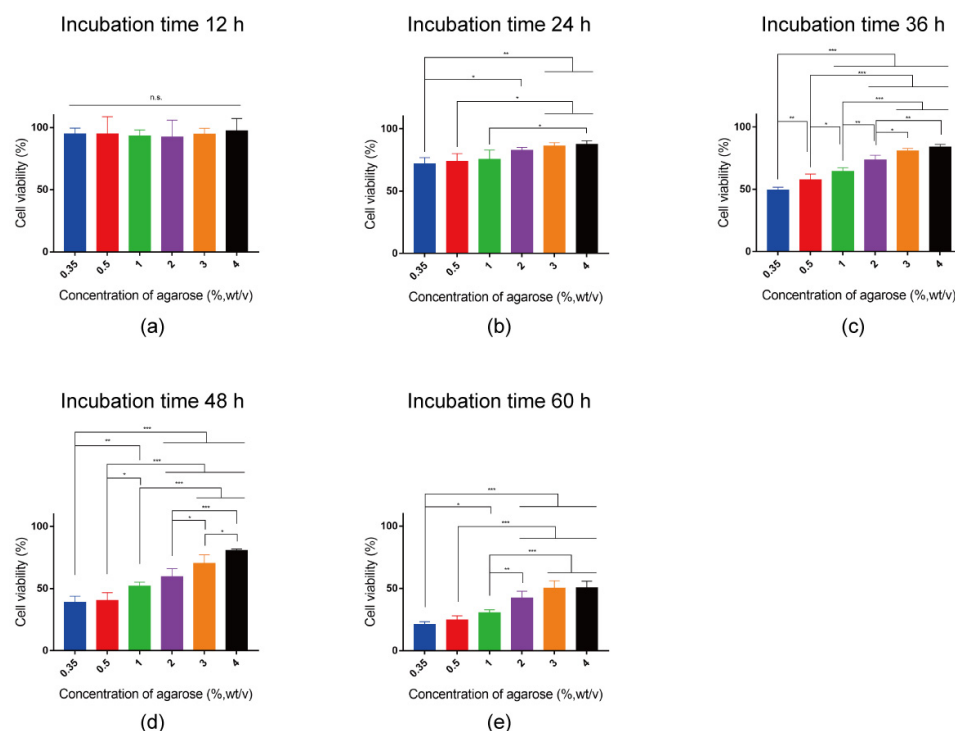 Incubation time 12 h
n.s.
Cell viability (%)
100
50
0
0.35 0.5 1 2 3 4
Concentration of agarose (%,wt/v)
(a)
Incubation time 24 h
**
*
*
*
Cell viability (%)
100
50
0
0.35 0.5 1 2 3 4
Concentration of agarose (%,wt/v)
(b)
Incubation time 36 h
***
***
***
** * ** **
*
Cell viability (%)
100
50
0
0.35 0.5 1 2 3 4
Concentration of agarose (%,wt/v)
(c)
Incubation time 48 h
***
**
***
*
***
***
*
*
Cell viability (%)
100
50
0
0.35 0.5 1 2 3 4
Concentration of agarose (%,wt/v)
(d)
Incubation time 60 h
***
*
***
***
**
Cell viability (%)
100
50
0
0.35 0.5 1 2 3 4
Concentration of agarose (%,wt/v)
(e)